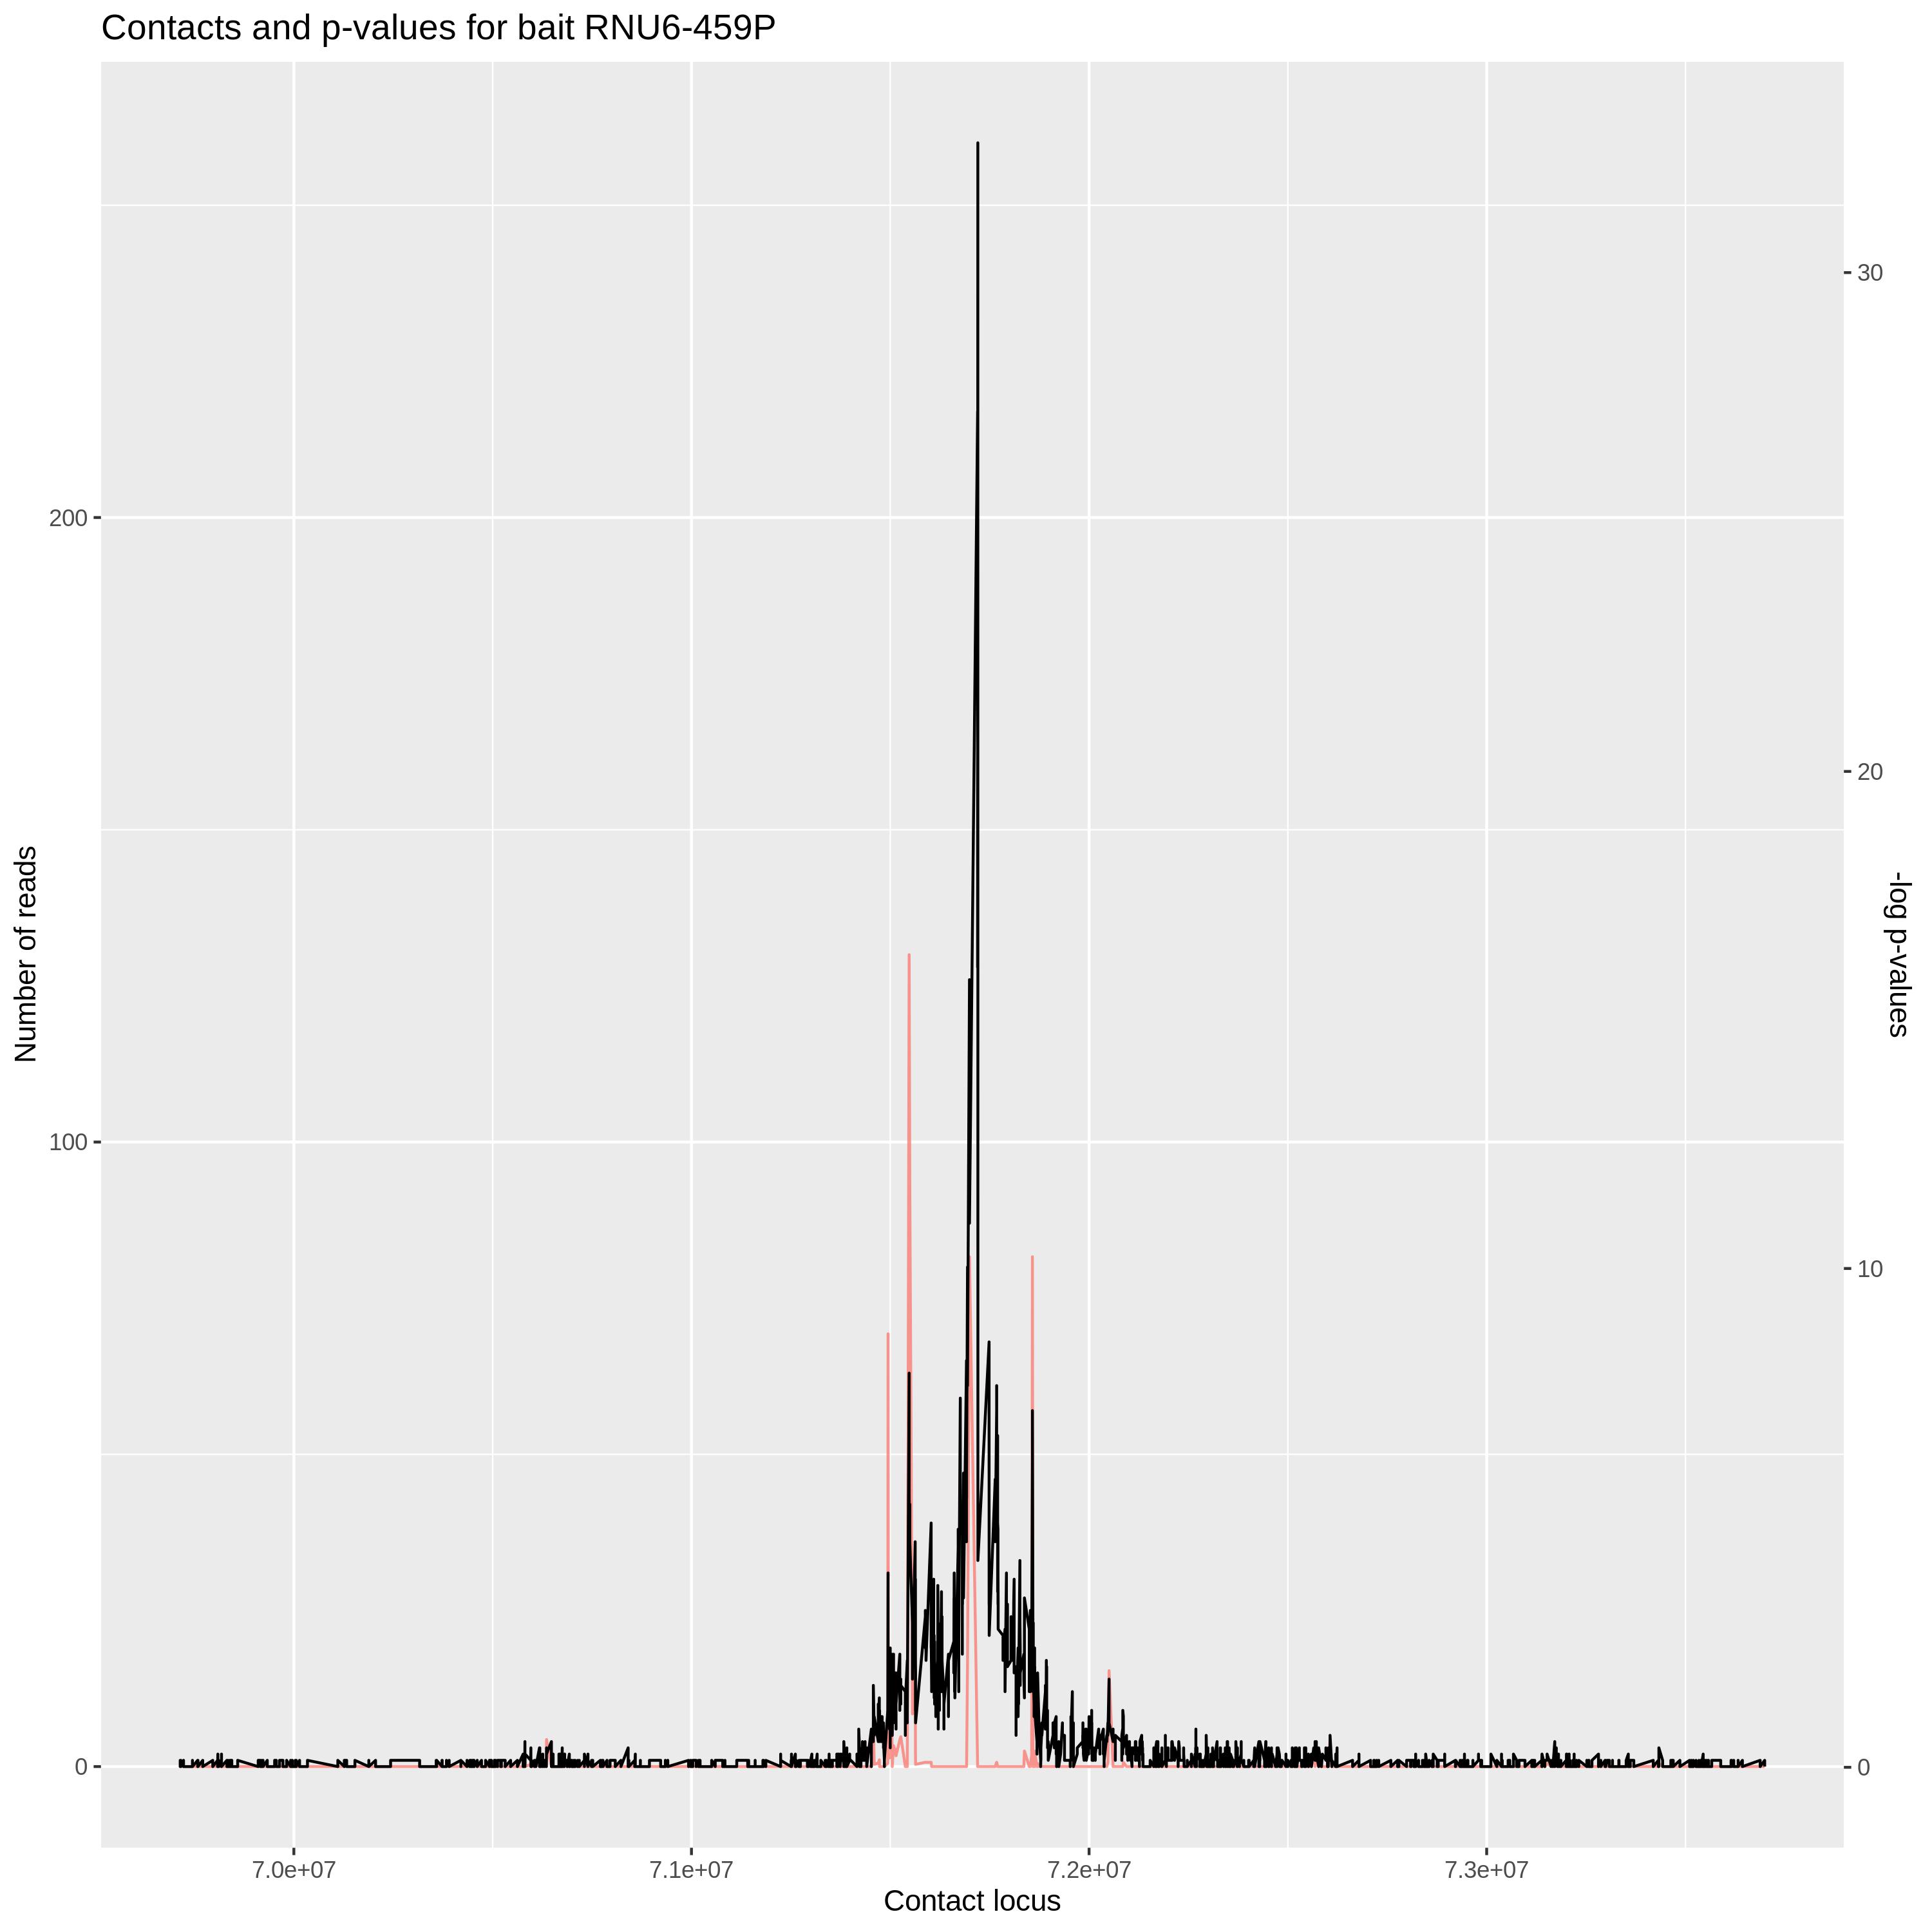 Contacts and p-values for bait RNU6-459P
Number of reads
200
100
0
30
20
10
0
-log p-values
7.0e+07
7.1e+07
7.2e+07
7.3e+07
Contact locus